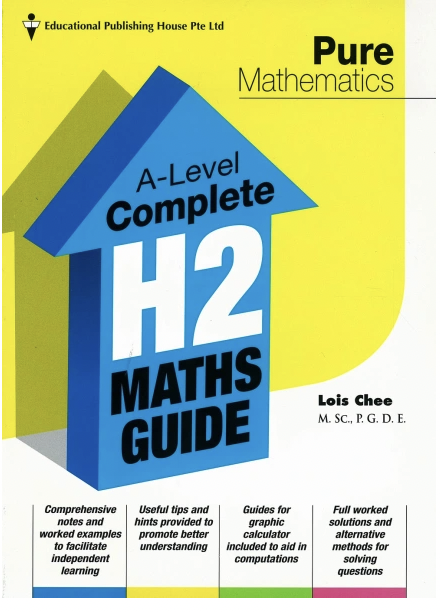 Educational Publishing House Pte Ltd
Pure
Mathematics
A-Level
Complete
H2
MATHS
GUIDE
Lois Chee
M. Sc., P. G. D. E.
Comprehensive
notes and
worked examples
to facilitate
independent
learning
Useful tips and
hints provided to
promote better
understanding
Guides for
graphic
calculator
included to aid in
computations
Full worked
solutions and
alternative
methods for
solving
questions